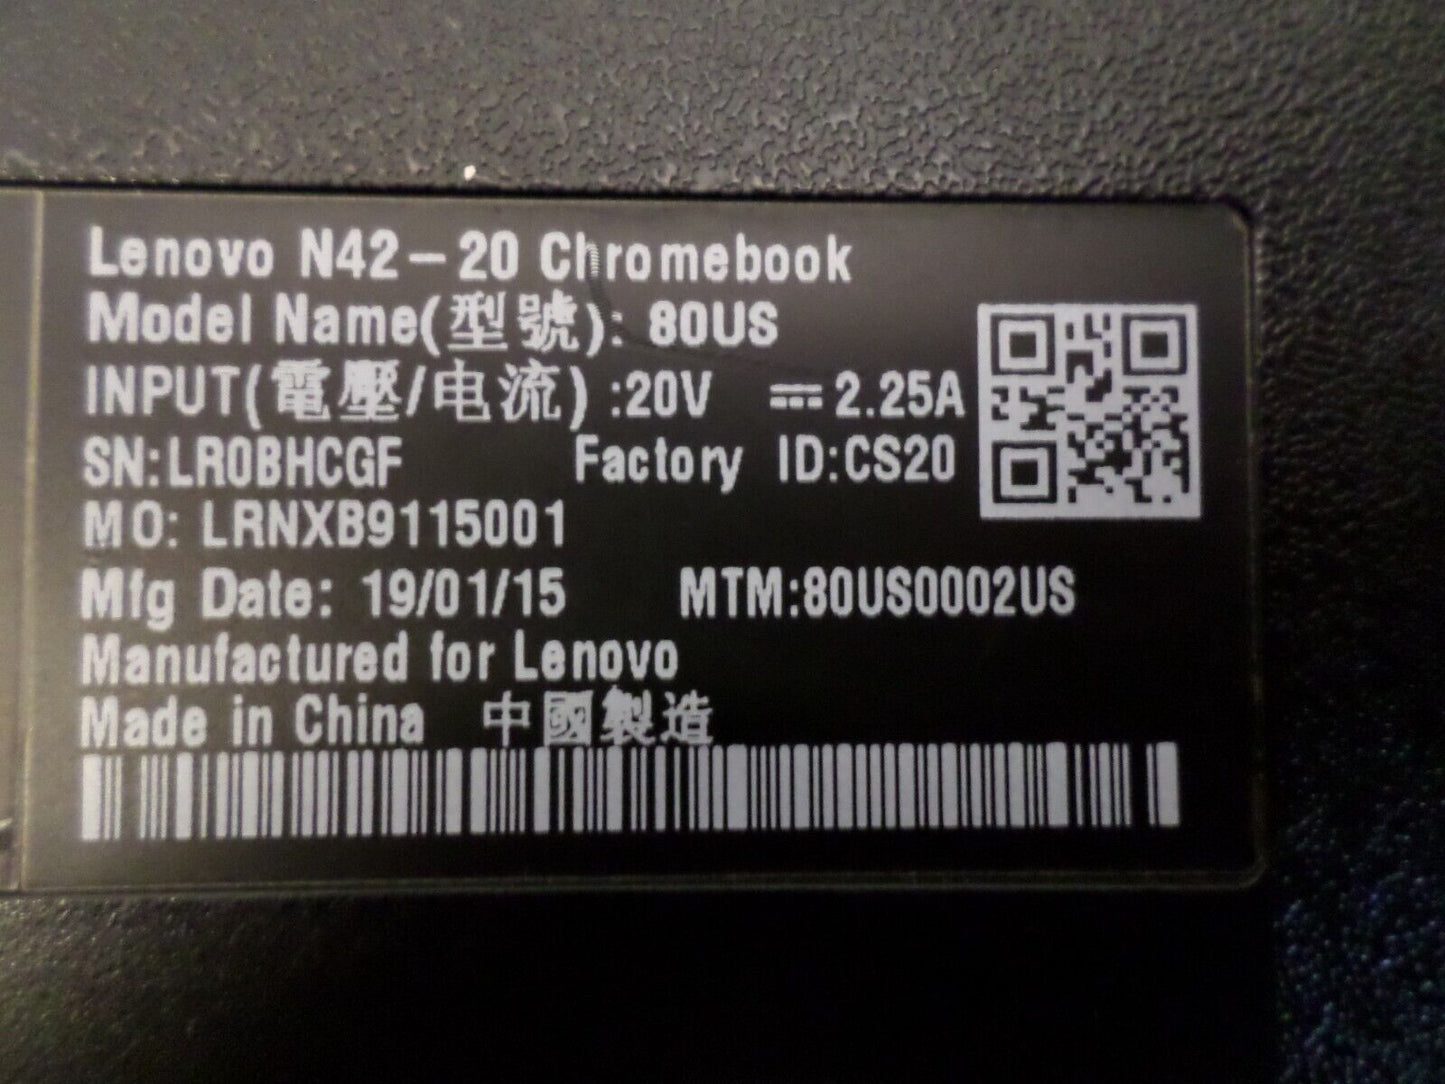 Lenovo N42-20 Chromebook
Model Name(型號): 80US
INPUT(電壓/电流) :20V ⎓ 2.25A
SN:LR0BHCGF Factory ID:CS20
MO: LRNXB9115001
Mfg Date: 19/01/15 MTM:80US0002US
Manufactured for Lenovo
Made in China 中國製造